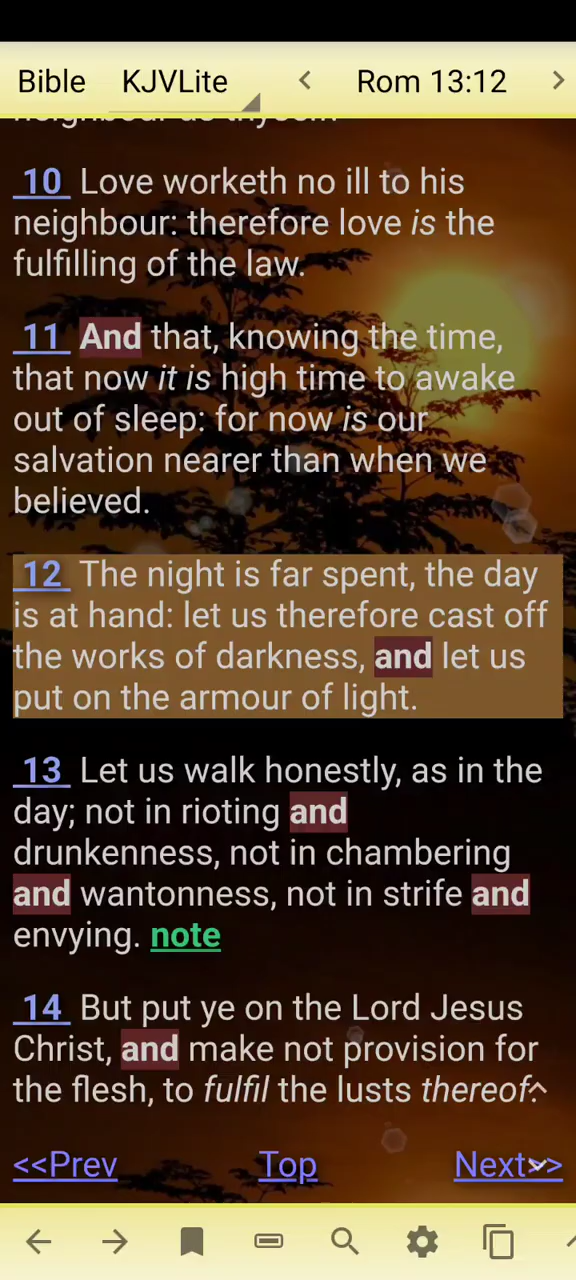 Bible KJVLite < Rom 13:12 >
10 Love worketh no ill to his
neighbour: therefore love is the
fulfilling of the law.
11 And that, knowing the time,
that now it is high time to awake
out of sleep: for now is our
salvation nearer than when we
believed.
12 The night is far spent, the day
is at hand: let us therefore cast off
the works of darkness, and let us
put on the armour of light.
13 Let us walk honestly, as in the
day; not in rioting and
drunkenness, not in chambering
and wantonness, not in strife and
envying. note
14 But put ye on the Lord Jesus
Christ, and make not provision for
the flesh, to fulfil the lusts thereof.
<<Prev Top Next>>